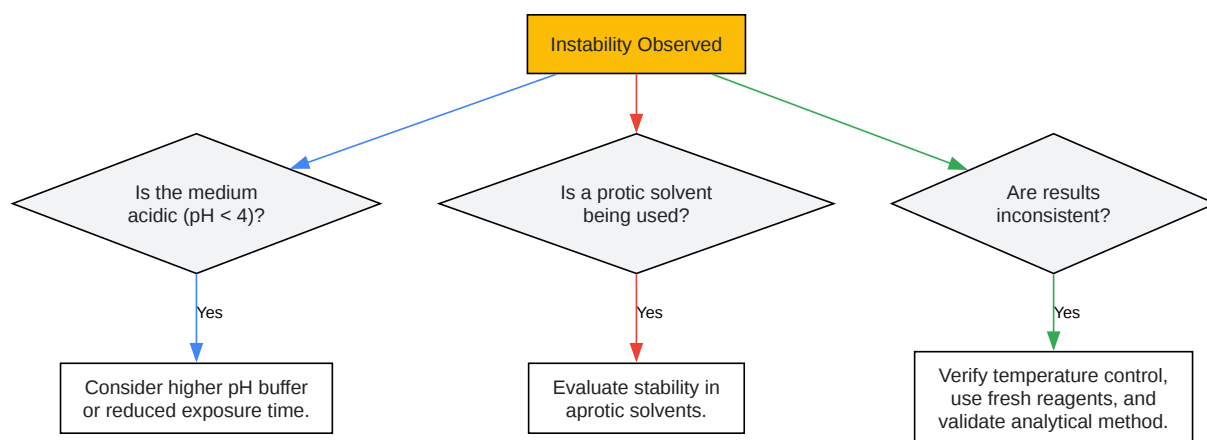 Instability Observed
Is the medium
acidic (pH < 4)?
Is a protic solvent
being used?
Are results
inconsistent?
Yes
Yes
Yes
Consider higher pH buffer
or reduced exposure time.
Evaluate stability in
aprotic solvents.
Verify temperature control,
use fresh reagents, and
validate analytical method.